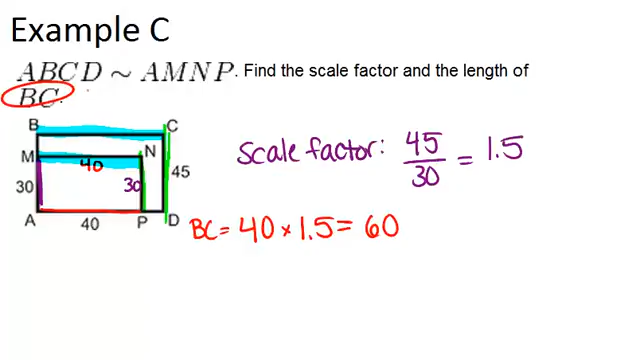 Example C
ABCD ~ AMNP. Find the scale factor and the length of
BC.
B C
M 40 N
30 30 45
A 40 P D
Scale factor: 45/30 = 1.5
BC = 40 × 1.5 = 60